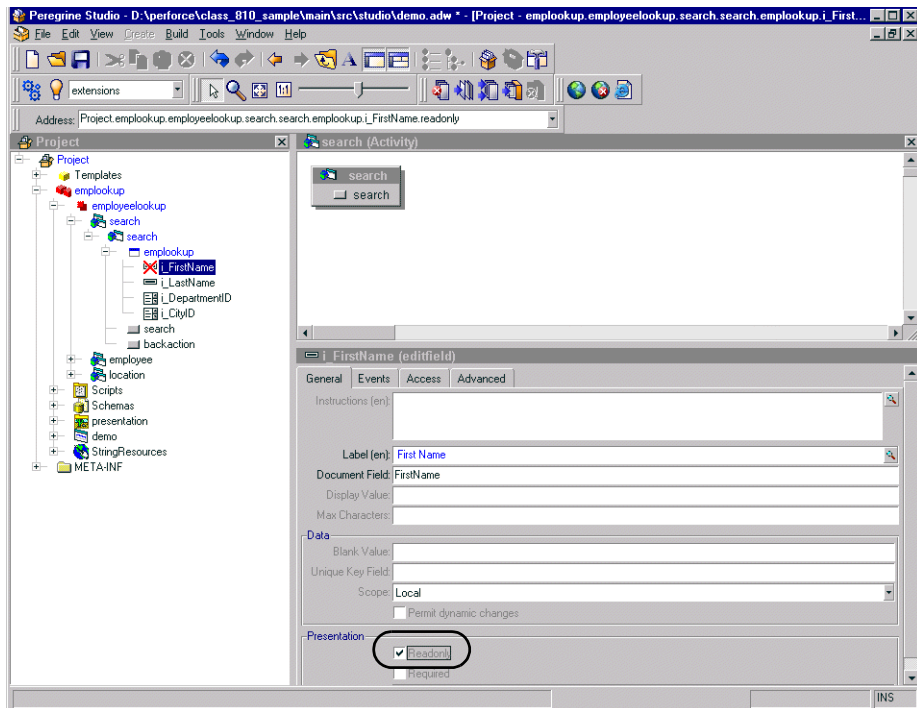 Peregrine Studio - D:\perforce\class_810_sample\main\src\studio\demo.adw * - [Project - emplookup.employeelookup.search.search.emplookup.i_First...
File Edit View Create Build Tools Window Help
extensions
Address: Project.emplookup.employeelookup.search.search.emplookup.i_FirstName.readonly
Project
Project
Templates
emplookup
employeelookup
search
search
emplookup
i_FirstName
i_LastName
i_DepartmentID
i_CityID
search
backaction
employee
location
Scripts
Schemas
presentation
demo
StringResources
META-INF
search (Activity)
search
search
i_FirstName (editfield)
General Events Access Advanced
Instructions (en):
Label (en): First Name
Document Field: FirstName
Display Value:
Max Characters:
Data
Blank Value:
Unique Key Field:
Scope: Local
Permit dynamic changes
Presentation
Readonly
Required
INS